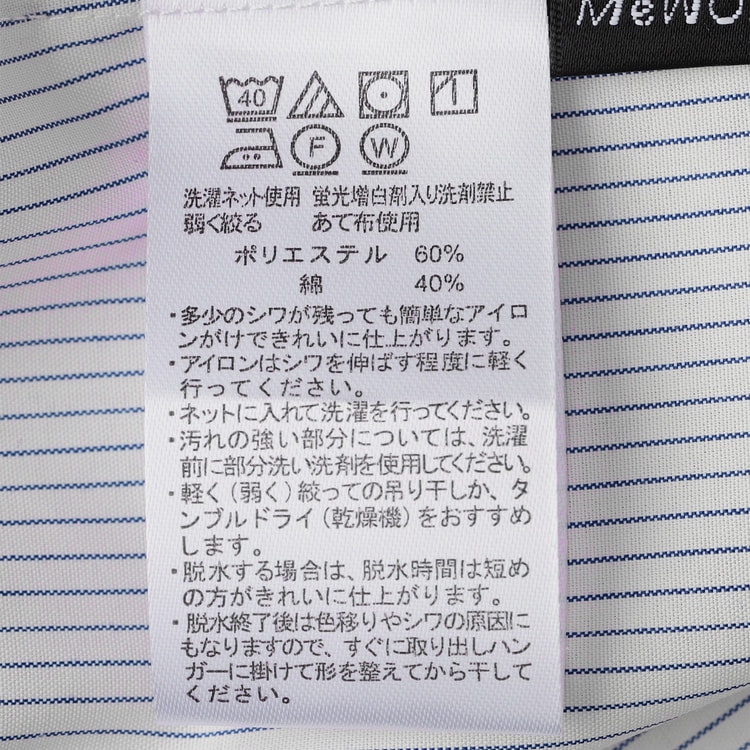 MeWO
40
F W
洗濯ネット使用 蛍光増白剤入り洗剤禁止
弱く絞る あて布使用
ポリエステル 60%
綿 40%
・多少のシワが残っても簡単なアイロ
ンがけできれいに仕上がります。
・アイロンはシワを伸ばす程度に軽く
行ってください。
・ネットに入れて洗濯を行ってください。
・汚れの強い部分については、洗濯
前に部分洗い洗剤を使用してください。
・軽く(弱く)絞っての吊り干しか、タ
ンブルドライ(乾燥機)をおすすめ
します。
・脱水する場合は、脱水時間は短め
の方がきれいに仕上がります。
・脱水終了後は色移りやシワの原因に
もなりますので、すぐに取り出しハン
ガーに掛けて形を整えてから干して
ください。